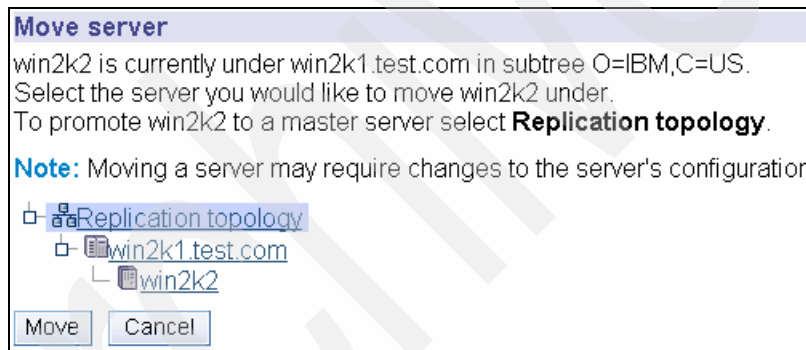 Move server
win2k2 is currently under win2k1.test.com in subtree O=IBM,C=US.
Select the server you would like to move win2k2 under.
To promote win2k2 to a master server select Replication topology.
Note: Moving a server may require changes to the server's configuration
Replication topology
win2k1.test.com
win2k2
Move Cancel